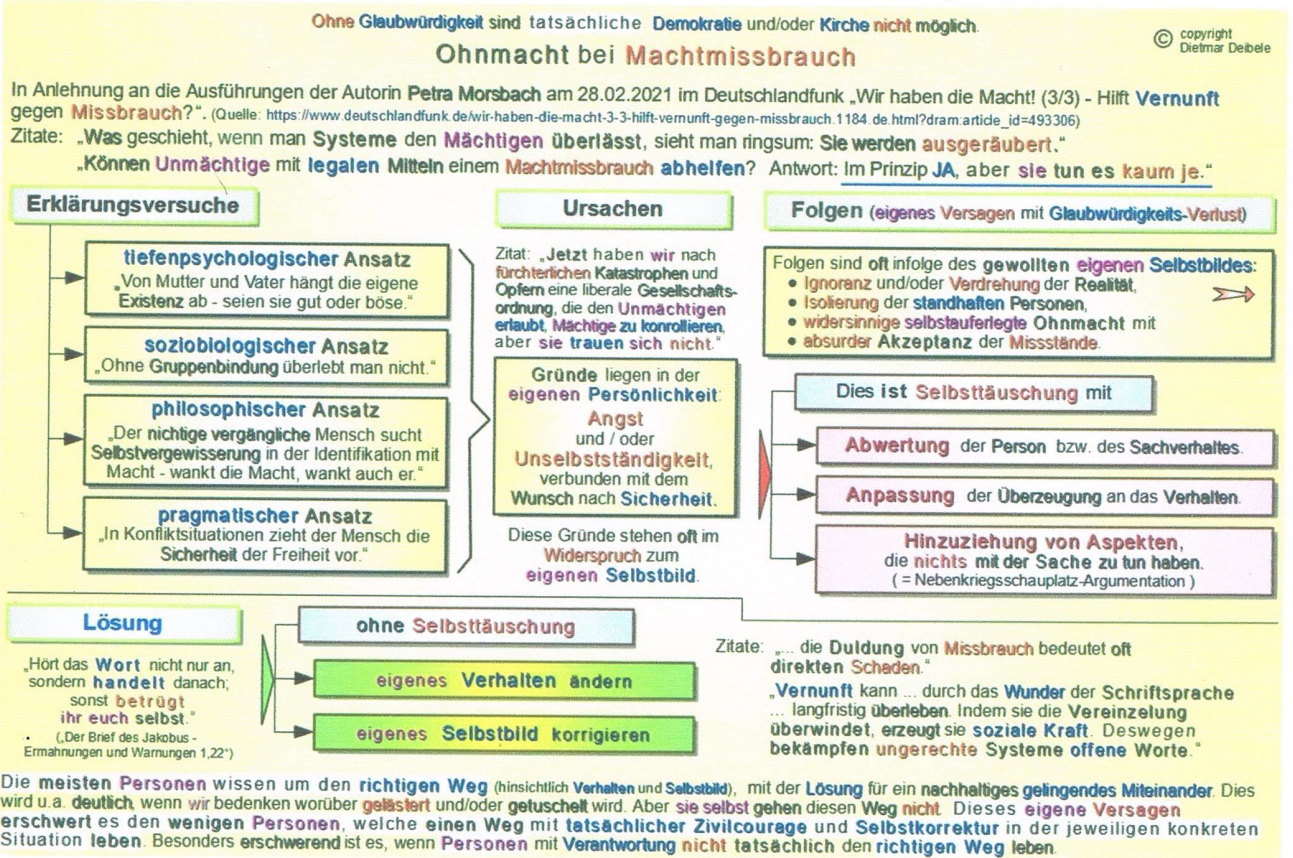 Ohne Glaubwürdigkeit sind tatsächliche Demokratie und/oder Kirche nicht möglich.
© copyright
Dietmar Deibele
Ohnmacht bei Machtmissbrauch
In Anlehnung an die Ausführungen der Autorin Petra Morsbach am 28.02.2021 im Deutschlandfunk „Wir haben die Macht! (3/3) - Hilft Vernunft
gegen Missbrauch?“. (Quelle: https://www.deutschlandfunk.de/wir-haben-die-macht-3-3-hilft-vernunft-gegen-missbrauch.1184.de.html?dram:article_id=493306)
Zitate: „Was geschieht, wenn man Systeme den Mächtigen überlässt, sieht man ringsum: Sie werden ausgeräubert.“
„Können Unmächtige mit legalen Mitteln einem Machtmissbrauch abhelfen? Antwort: Im Prinzip JA, aber sie tun es kaum je.“
Erklärungsversuche
tiefenpsychologischer Ansatz
„Von Mutter und Vater hängt die eigene
Existenz ab - seien sie gut oder böse.“
soziobiologischer Ansatz
„Ohne Gruppenbindung überlebt man nicht.“
philosophischer Ansatz
„Der nichtige vergängliche Mensch sucht
Selbstvergewisserung in der Identifikation mit
Macht - wankt die Macht, wankt auch er.“
pragmatischer Ansatz
„In Konfliktsituationen zieht der Mensch die
Sicherheit der Freiheit vor.“
Ursachen
Zitat: „Jetzt haben wir nach
fürchterlichen Katastrophen und
Opfern eine liberale Gesellschafts-
ordnung, die den Unmächtigen
erlaubt, Mächtige zu konrollieren,
aber sie trauen sich nicht.“
Gründe liegen in der
eigenen Persönlichkeit:
Angst
und / oder
Unselbstständigkeit,
verbunden mit dem
Wunsch nach Sicherheit.
Diese Gründe stehen oft im
Widerspruch zum
eigenen Selbstbild.
Folgen (eigenes Versagen mit Glaubwürdigkeits-Verlust)
Folgen sind oft infolge des gewollten eigenen Selbstbildes:
• Ignoranz und/oder Verdrehung der Realität,
• Isolierung der standhaften Personen,
• widersinnige selbstauferlegte Ohnmacht mit
• absurder Akzeptanz der Missstände.
Dies ist Selbsttäuschung mit
Abwertung der Person bzw. des Sachverhaltes.
Anpassung der Überzeugung an das Verhalten.
Hinzuziehung von Aspekten,
die nichts mit der Sache zu tun haben.
( = Nebenkriegsschauplatz-Argumentation )
Lösung
„Hört das Wort nicht nur an,
sondern handelt danach;
sonst betrügt
ihr euch selbst.“
(„Der Brief des Jakobus -
Ermahnungen und Warnungen 1,22“)
ohne Selbsttäuschung
eigenes Verhalten ändern
eigenes Selbstbild korrigieren
Zitate: „... die Duldung von Missbrauch bedeutet oft
direkten Schaden.“
„Vernunft kann ... durch das Wunder der Schriftsprache
... langfristig überleben. Indem sie die Vereinzelung
überwindet, erzeugt sie soziale Kraft. Deswegen
bekämpfen ungerechte Systeme offene Worte.“
Die meisten Personen wissen um den richtigen Weg (hinsichtlich Verhalten und Selbstbild), mit der Lösung für ein nachhaltiges gelingendes Miteinander. Dies
wird u.a. deutlich, wenn wir bedenken worüber gelästert und/oder getuschelt wird. Aber sie selbst gehen diesen Weg nicht. Dieses eigene Versagen
erschwert es den wenigen Personen, welche einen Weg mit tatsächlicher Zivilcourage und Selbstkorrektur in der jeweiligen konkreten
Situation leben. Besonders erschwerend ist es, wenn Personen mit Verantwortung nicht tatsächlich den richtigen Weg leben.